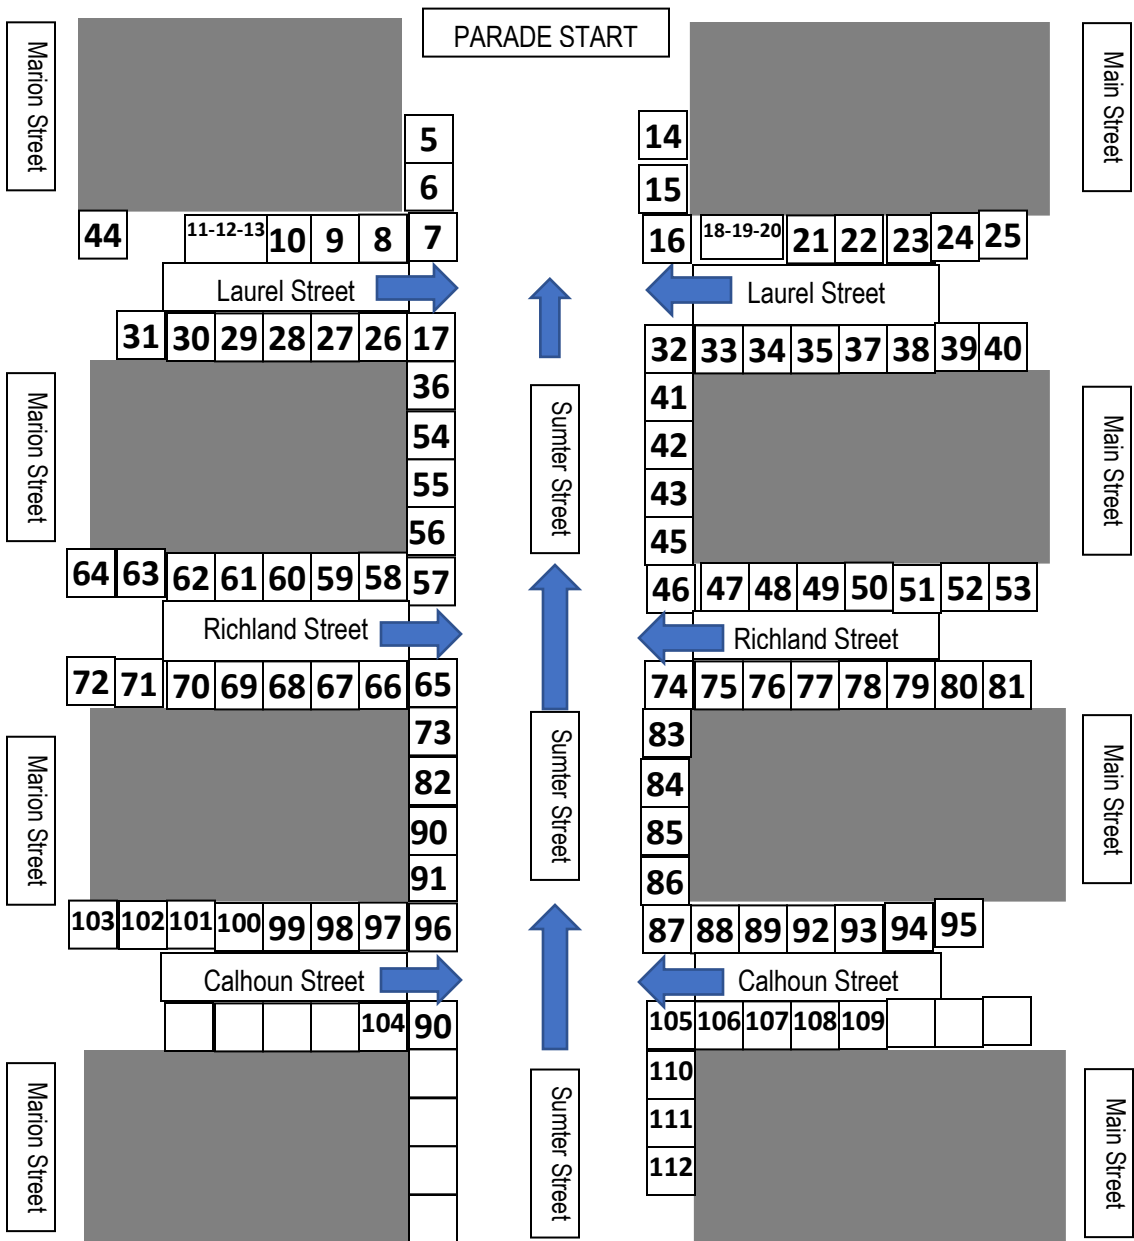 PARADE START
Marion Street
Main Street
5
14
6
15
44 11-12-13 10 9 8 7 16 18-19-20 21 22 23 24 25
Laurel Street Laurel Street
31 30 29 28 27 26 17 32 33 34 35 37 38 39 40
Marion Street
Sumter Street
Main Street
36 41
54 42
55 43
56 45
64 63 62 61 60 59 58 57 46 47 48 49 50 51 52 53
Richland Street Richland Street
72 71 70 69 68 67 66 65 74 75 76 77 78 79 80 81
Marion Street
Sumter Street
Main Street
73 83
82 84
90 85
91 86
103 102 101 100 99 98 97 96 87 88 89 92 93 94 95
Calhoun Street Calhoun Street
104 90 105 106 107 108 109
Marion Street
Sumter Street
Main Street
110
111
112